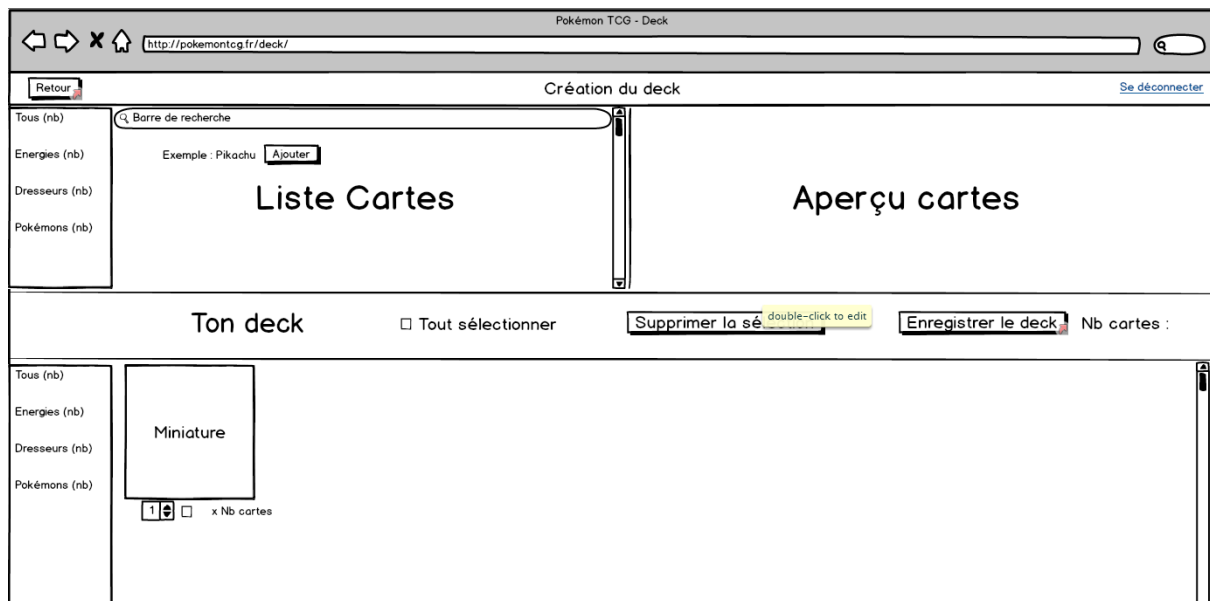 Pokémon TCG - Deck
http://pokemontcg.fr/deck/
Retour
Création du deck
Se déconnecter
Tous (nb)
Energies (nb)
Dresseurs (nb)
Pokémons (nb)
Barre de recherche
Exemple : Pikachu
Ajouter
Liste Cartes
Aperçu cartes
Ton deck
Tout sélectionner
Supprimer la sé
double-click to edit
Enregistrer le deck
Nb cartes :
Tous (nb)
Energies (nb)
Dresseurs (nb)
Pokémons (nb)
Miniature
1
x Nb cartes